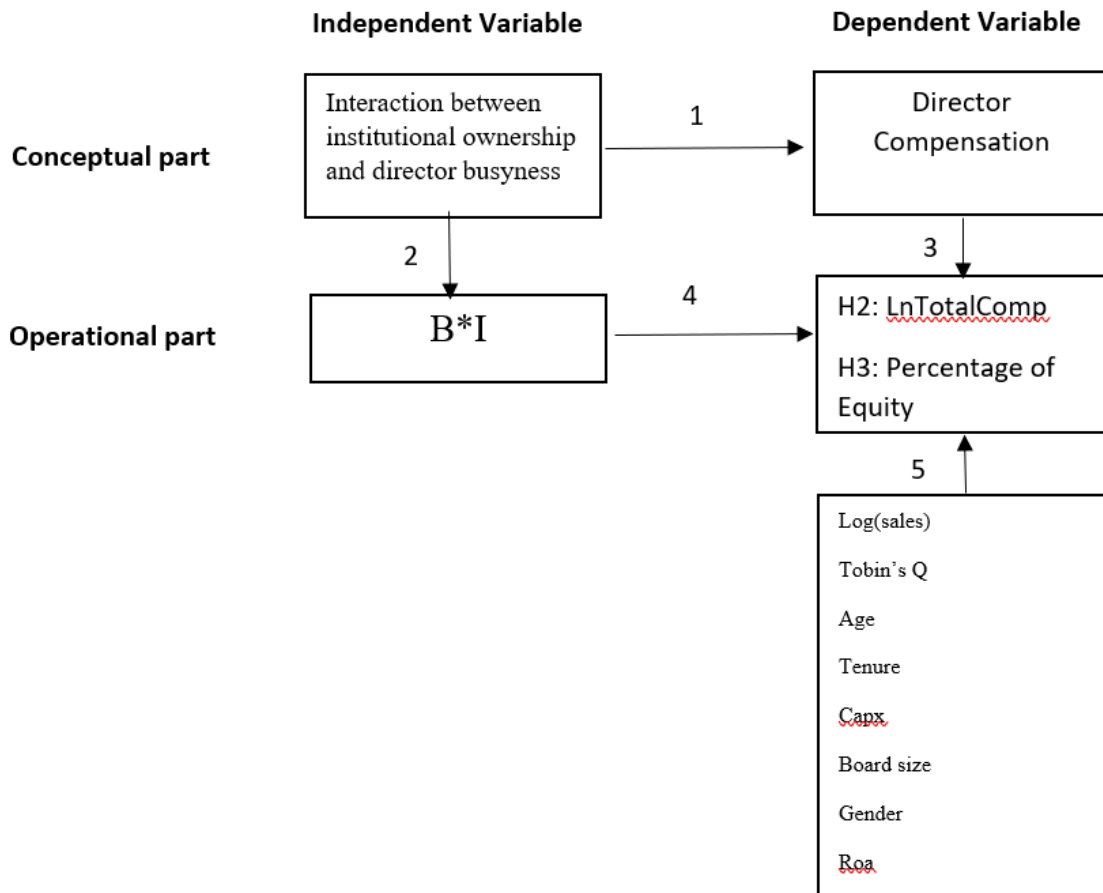 Independent Variable
Dependent Variable
Conceptual part
Interaction between
institutional ownership
and director busyness
1
Director
Compensation
2
3
Operational part
B*I
4
H2: LnTotalComp
H3: Percentage of
Equity
5
Log(sales)
Tobin’s Q
Age
Tenure
Capx
Board size
Gender
Roa